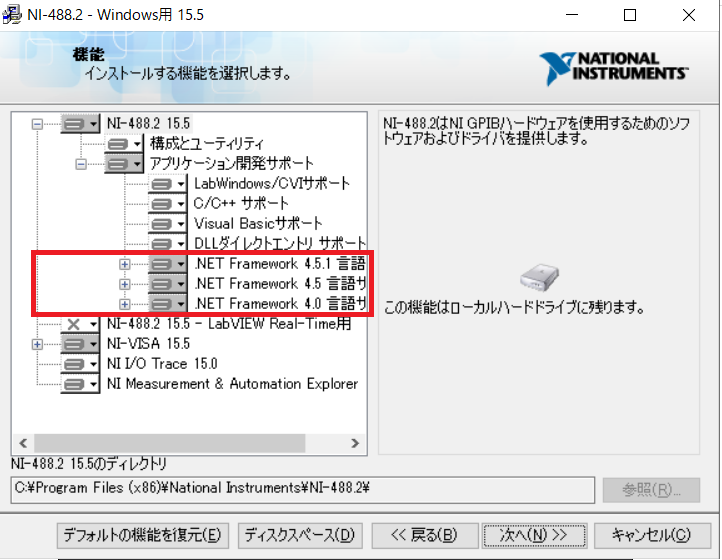 NI-488.2 - Windows用 15.5
機能
インストールする機能を選択します。
NATIONAL
INSTRUMENTS
NI-488.2 15.5
構成とユーティリティ
アプリケーション開発サポート
LabWindows/CVIサポート
C/C++ サポート
Visual Basicサポート
DLLダイレクトエントリ サポート
.NET Framework 4.5.1 言語
.NET Framework 4.5 言語サ
.NET Framework 4.0 言語サ
NI-488.2 15.5 - LabVIEW Real-Time用
NI-VISA 15.5
NI I/O Trace 15.0
NI Measurement & Automation Explorer
NI-488.2はNI GPIBハードウェアを使用するためのソフ
トウェアおよびドライバを提供します。
この機能はローカルハードドライブに残ります。
NI-488.2 15.5のディレクトリ
C:¥Program Files (x86)¥National Instruments¥NI-488.2¥
参照(R)...
デフォルトの機能を復元(E)
ディスクスペース(D)
<< 戻る(B)
次へ(N) >>
キャンセル(C)